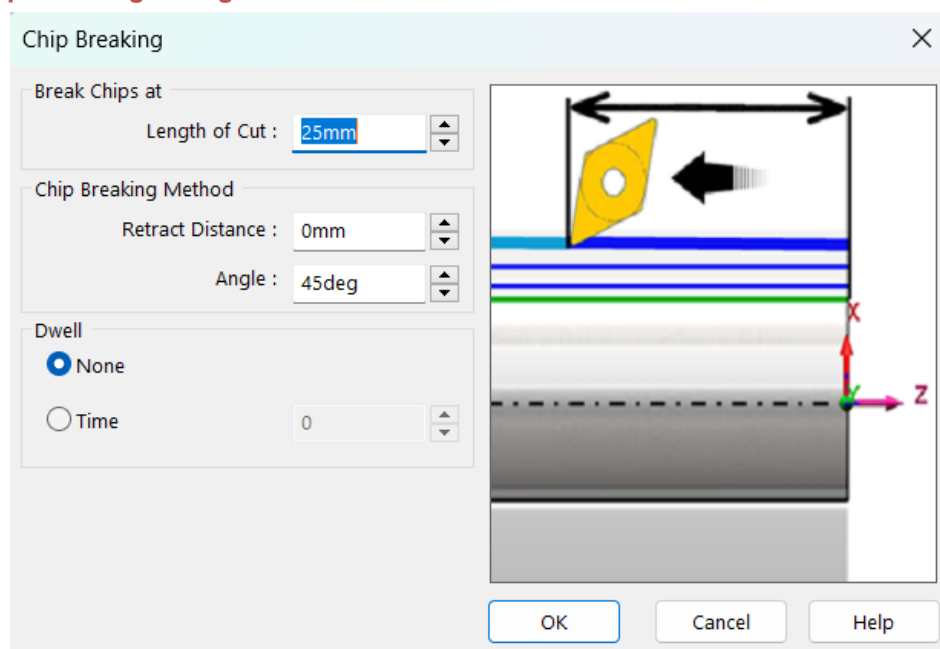 Chip Breaking
Break Chips at
Length of Cut : 25mm
Chip Breaking Method
Retract Distance : 0mm
Angle : 45deg
Dwell
None
Time 0
X
Y
Z
OK Cancel Help